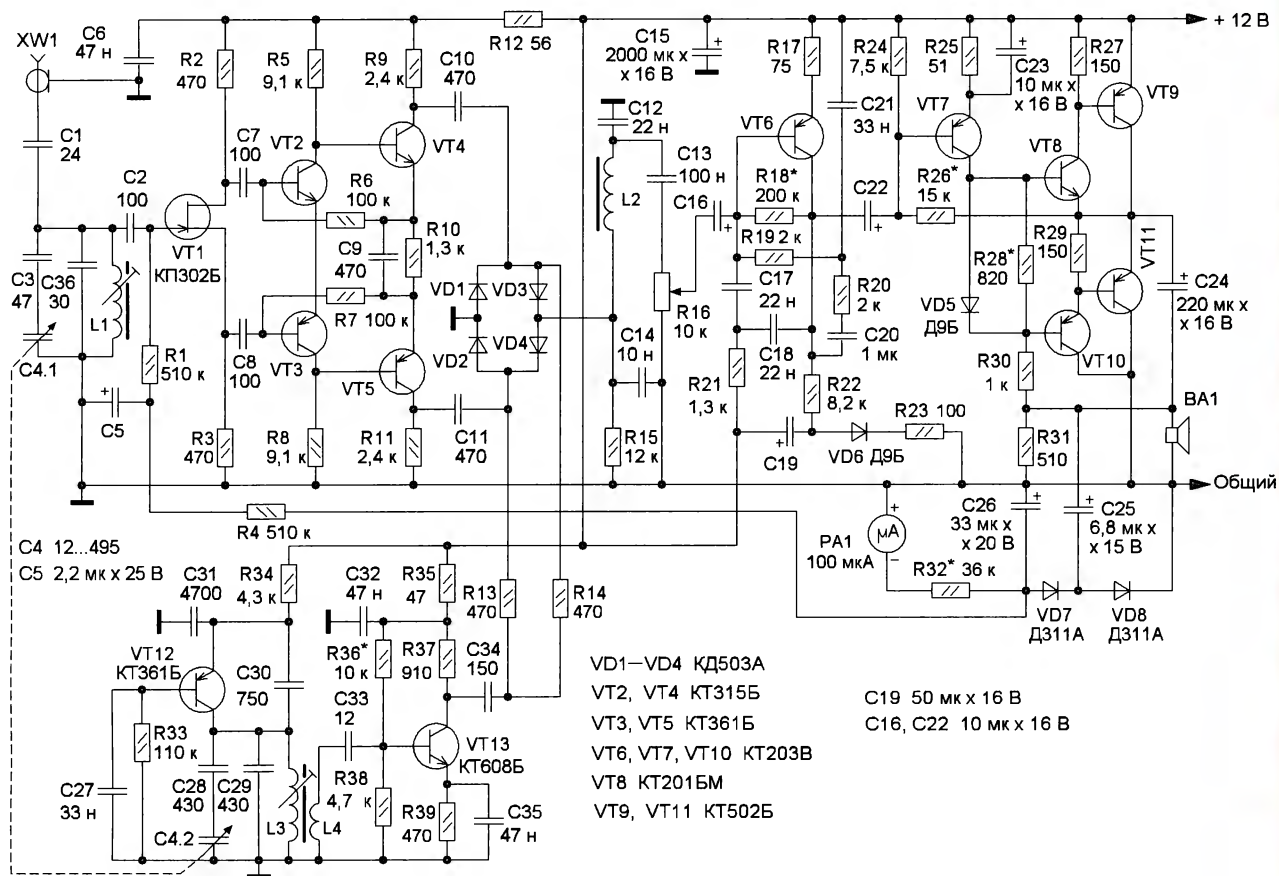 XW1
C6
47 н
C1
24
C2
100
C3
47
C36
30
C4.1
L1
R1
510 к
C5
VT1
КП302Б
R2
470
C7
100
C8
100
R3
470
R5
9,1 к
VT2
VT3
R8
9,1 к
R6
100 к
C9
470
R7 100 к
R9
2,4 к
VT4
R10
1,3 к
VT5
R11
2,4 к
C10
470
C11
470
R12 56
VD1
VD3
VD2
VD4
C12
22 н
L2
C13
100 н
R16
10 к
C14
10 н
R15
12 к
C15
2000 мк х
х 16 В
C16
R17
75
VT6
R18*
200 к
R19 2 к
C17
22 н
C18
22 н
R21
1,3 к
C19
C21
33 н
C22
R20
2 к
C20
1 мк
R22
8,2 к
VD6 Д9Б
R23 100
R24
7,5 к
R25
51
VT7
R26*
15 к
C23
10 мк х
х 16 В
R27
150
VT9
VT8
R28*
820
R29
150
VT11
VD5
Д9Б
VT10
R30
1 к
R31
510
C24
220 мк х
х 16 В
BA1
+ 12 В
Общий
R4 510 к
PA1
100 мкА
µA
+
−
C26
33 мк х
х 20 В
C25
6,8 мк х
х 15 В
R32* 36 к
VD7
Д311А
VD8
Д311А
C4 12...495
C5 2,2 мк х 25 В
C31
4700
R34
4,3 к
VT12
КТ361Б
C30
750
R33
110 к
C27
33 н
C28
430
C29
430
C4.2
L3
L4
C32
47 н
R35
47
R36*
10 к
R37
910
C33
12
C34
150
VT13
КТ608Б
R38
4,7
к
R39
470
C35
47 н
R13
470
R14
470
VD1−VD4 КД503А
VT2, VT4 КТ315Б
VT3, VT5 КТ361Б
VT6, VT7, VT10 КТ203В
VT8 КТ201БМ
VT9, VT11 КТ502Б
C19 50 мк х 16 В
C16, C22 10 мк х 16 В